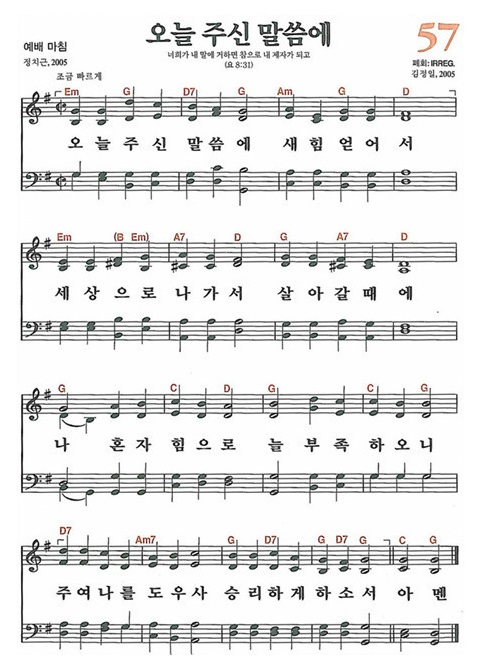 오늘 주신 말씀에
57
예배 마침
너희가 내 말에 거하면 참으로 내 제자가 되고
(요 8:31)
정치근, 2005
폐회: IRREG.
김정일, 2005
조금 빠르게
Em G D7 G Am G D
오 늘 주 신 말 씀 에 새 힘 얻 어 서
Em (B Em) A7 D G A7 D
세 상 으 로 나 가 서 살 아 갈 때 에
G C D G C G
나 혼 자 힘 으 로 늘 부 족 하 오 니
D7 Am7 G D7 G D G D7 G C G
주 여 나 를 도 우 사 승 리 하 게 하 소 서 아 멘